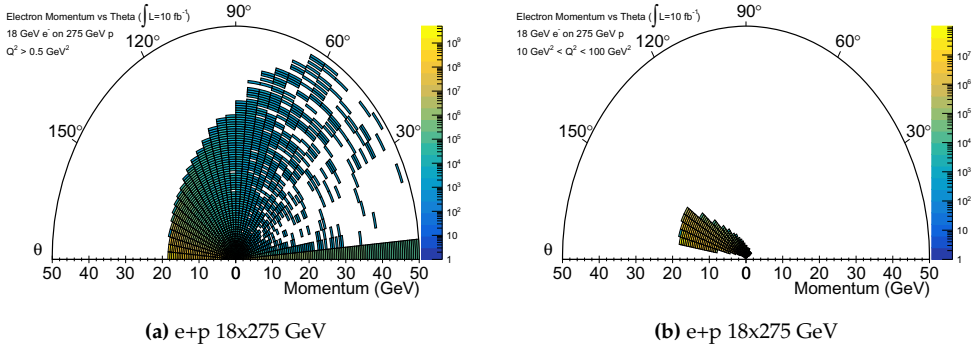 Electron Momentum vs Theta (∫L=10 fb⁻¹)
18 GeV e⁻ on 275 GeV p
Q² > 0.5 GeV²
90°
120°
60°
150°
30°
θ
50 40 30 20 10 0 10 20 30 40 50
Momentum (GeV)
10⁹
10⁸
10⁷
10⁶
10⁵
10⁴
10³
10²
10
1
(a) e+p 18x275 GeV
Electron Momentum vs Theta (∫L=10 fb⁻¹)
18 GeV e⁻ on 275 GeV p
10 GeV² < Q² < 100 GeV²
90°
120°
60°
150°
30°
θ
50 40 30 20 10 0 10 20 30 40 50
Momentum (GeV)
10⁷
10⁶
10⁵
10⁴
10³
10²
10
1
(b) e+p 18x275 GeV